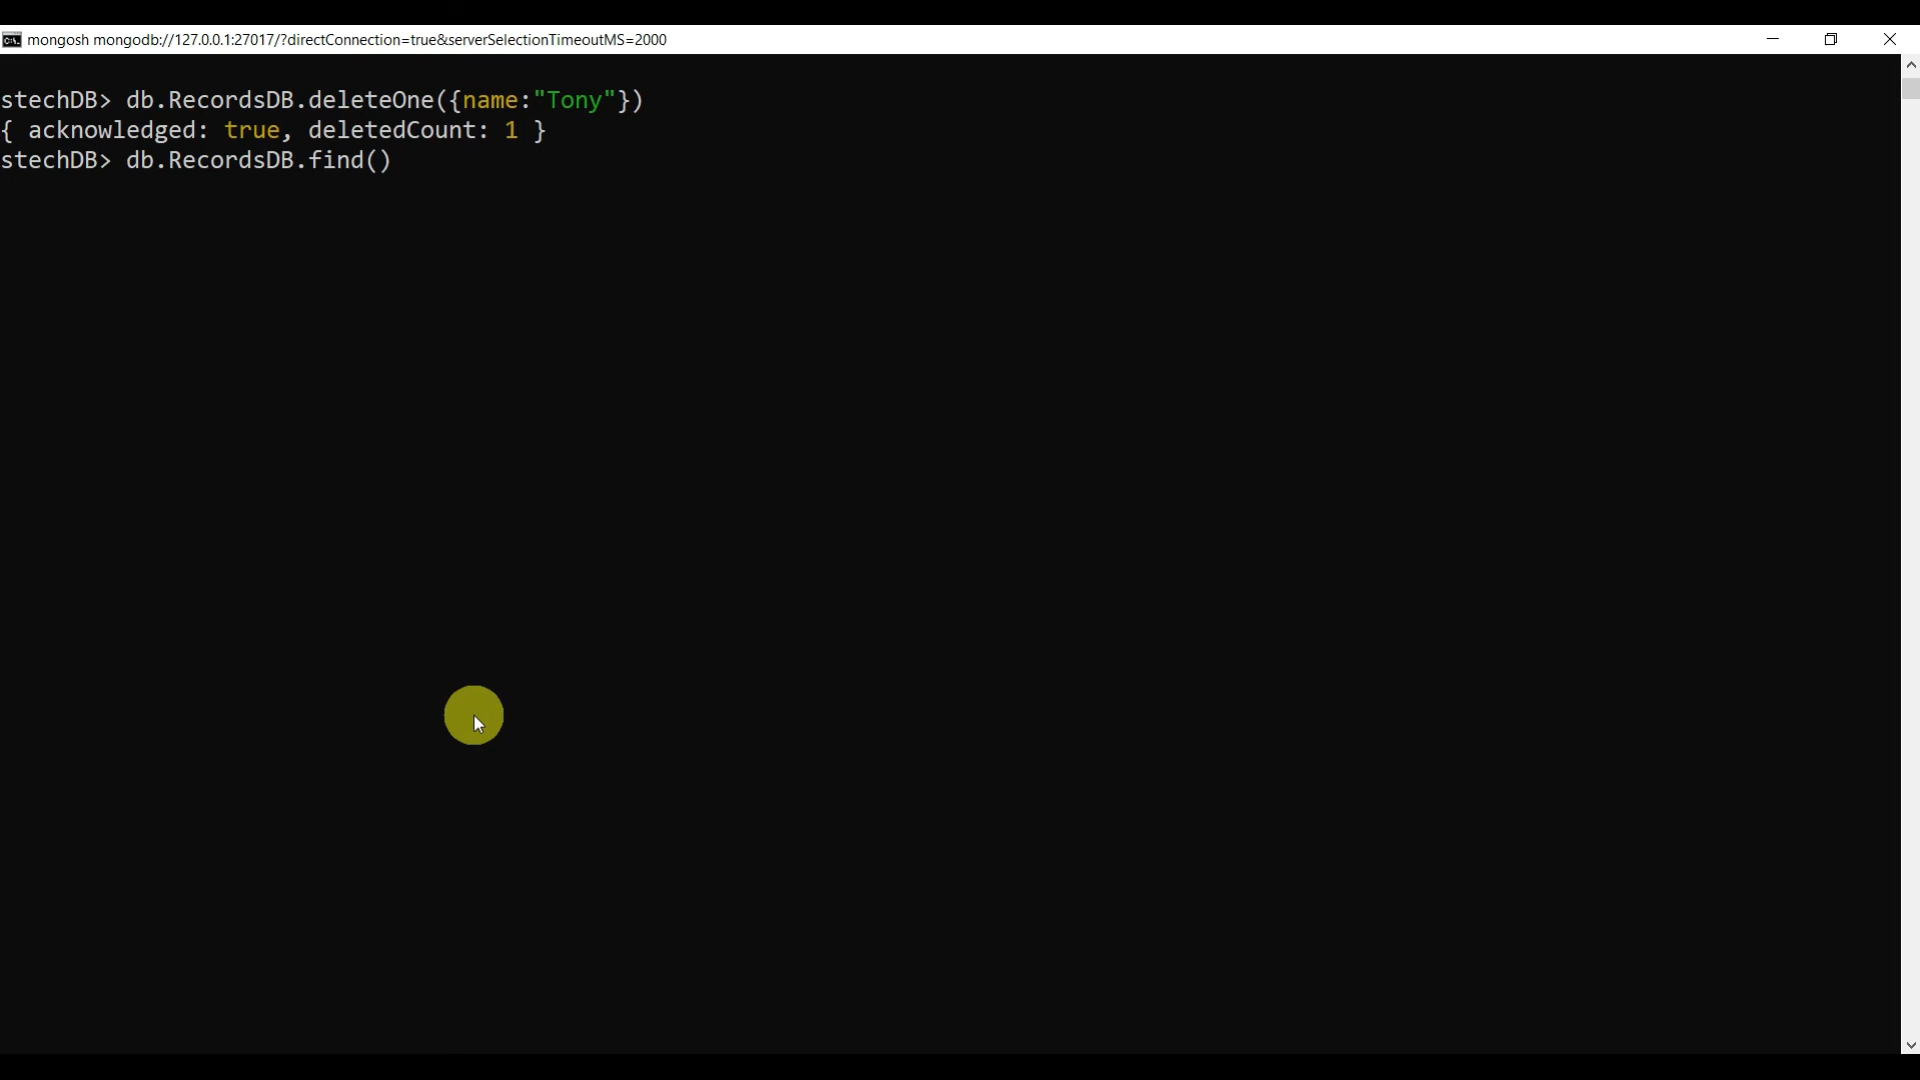 mongosh mongodb://127.0.0.1:27017/?directConnection=true&serverSelectionTimeoutMS=2000
stechDB> db.RecordsDB.deleteOne({name:"Tony"})
{ acknowledged: true, deletedCount: 1 }
stechDB> db.RecordsDB.find()